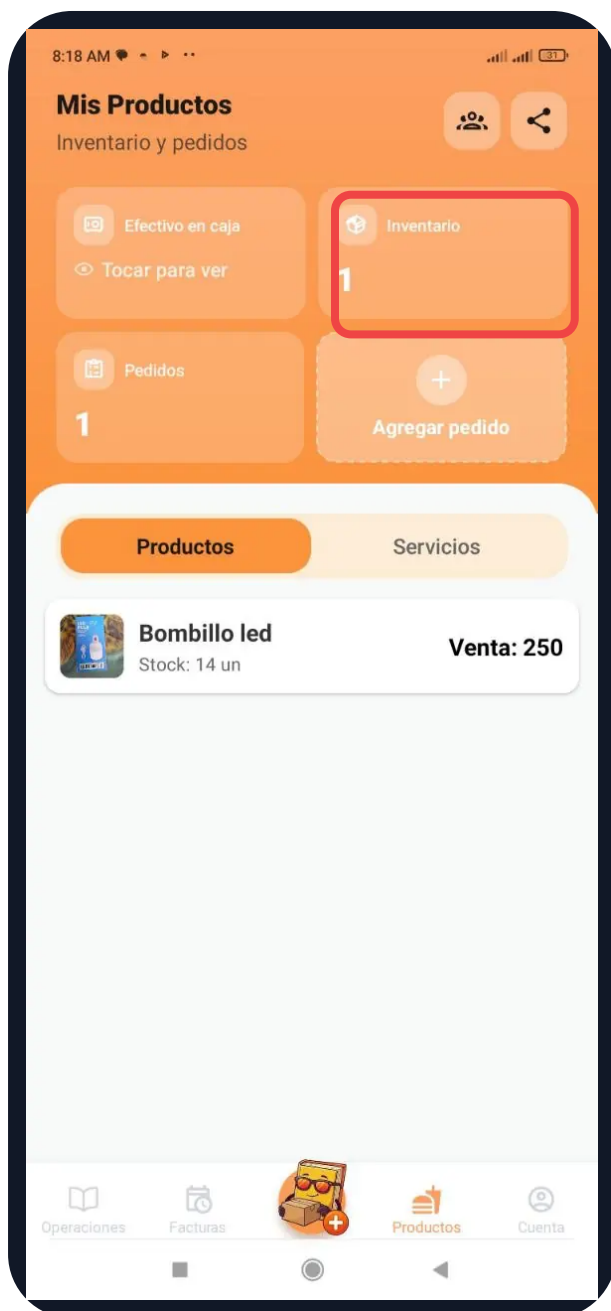 8:18 AM
31
Mis Productos
Inventario y pedidos
Efectivo en caja
Tocar para ver
Inventario
1
Pedidos
1
Agregar pedido
Productos
Servicios
Bombillo led
Stock: 14 un
Venta: 250
Operaciones
Facturas
Productos
Cuenta